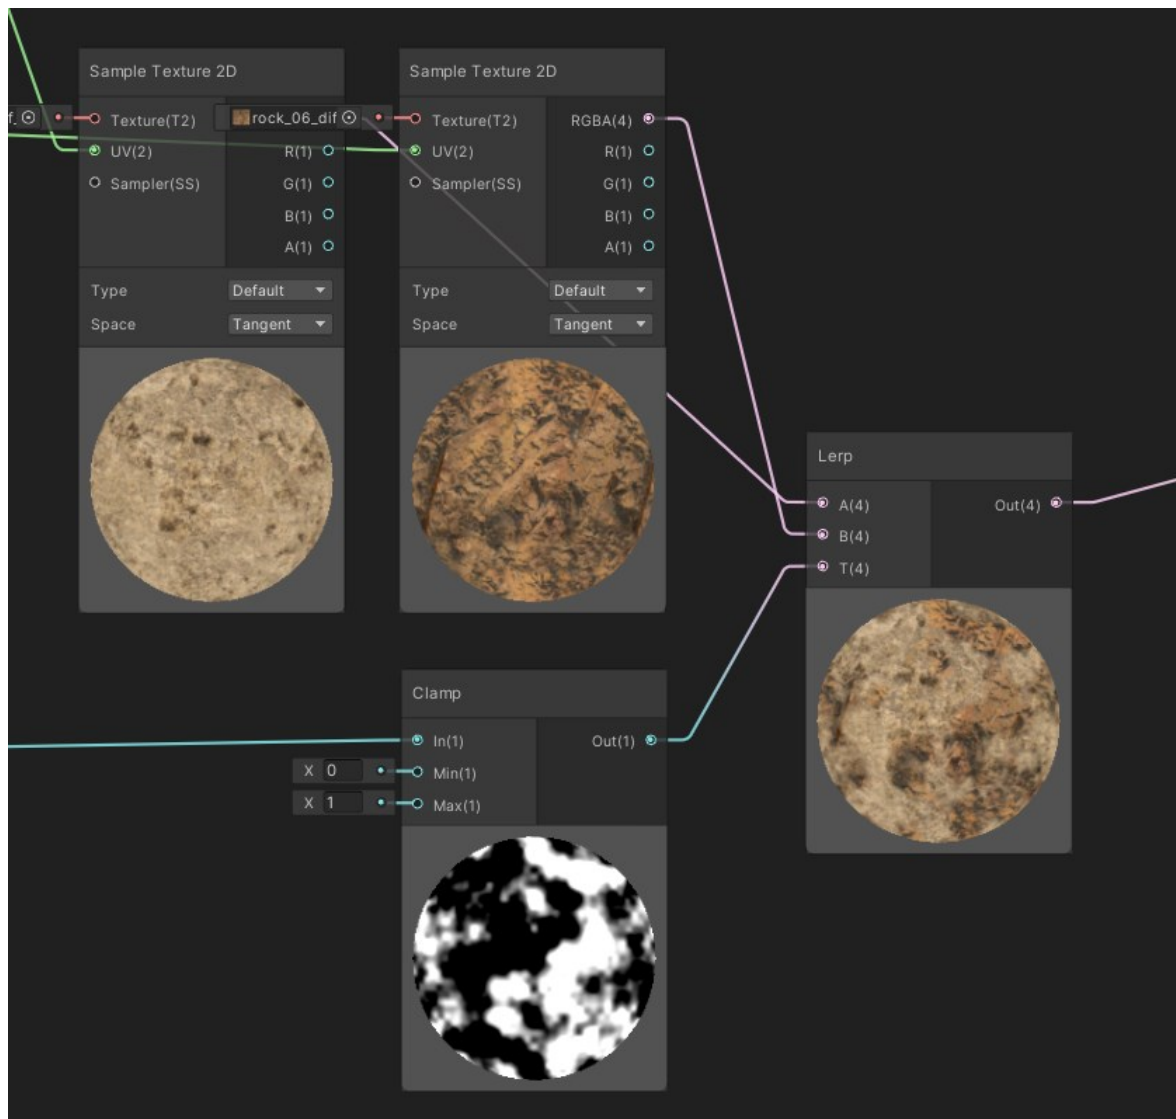 Sample Texture 2D
f_
Texture(T2)
UV(2)
Sampler(SS)
R(1)
G(1)
B(1)
A(1)
Type
Default
Space
Tangent
Sample Texture 2D
rock_06_dif
Texture(T2)
UV(2)
Sampler(SS)
RGBA(4)
R(1)
G(1)
B(1)
A(1)
Type
Default
Space
Tangent
Lerp
A(4)
B(4)
T(4)
Out(4)
Clamp
In(1)
X 0
Min(1)
X 1
Max(1)
Out(1)